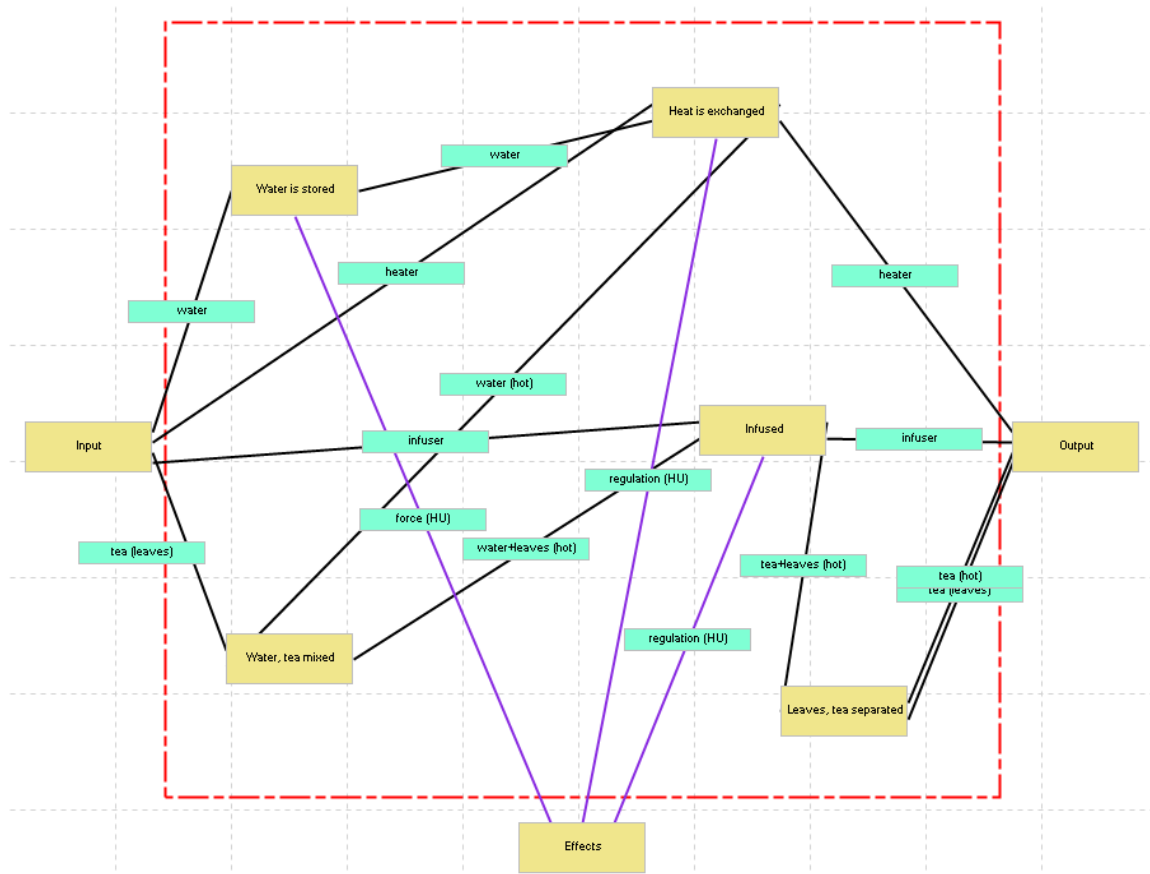 Heat is exchanged
water
Water is stored
heater
heater
water
water (hot)
Infused
infuser
infuser
Input
Output
regulation (HU)
force (HU)
water+leaves (hot)
tea (leaves)
tea+leaves (hot)
tea (hot)
tea (leaves)
regulation (HU)
Water, tea mixed
Leaves, tea separated
Effects